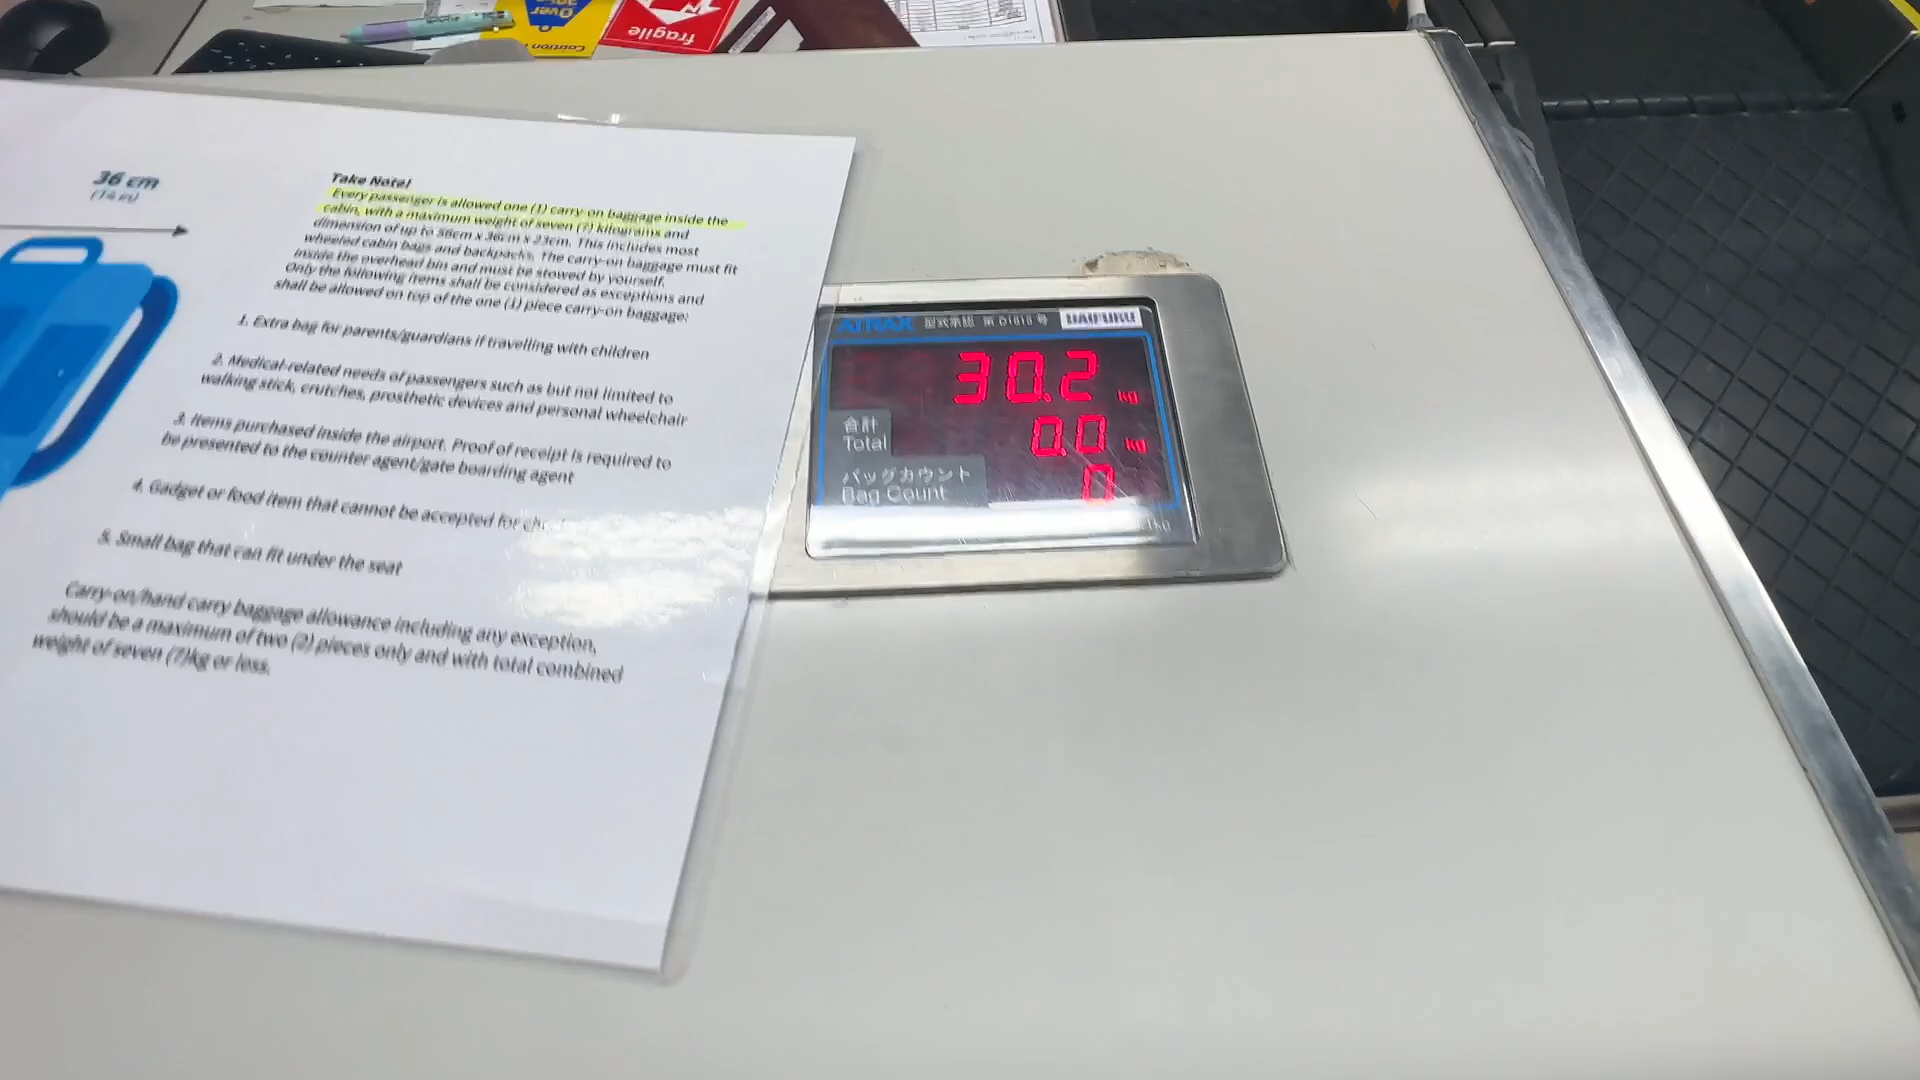 fragile
36 cm
(14 in)
Take Note!
Every passenger is allowed one (1) carry-on baggage inside the
cabin, with a maximum weight of seven (7) kilograms and
dimension of up to 56cm x 36cm x 23cm. This includes most
wheeled cabin bags and backpacks. The carry-on baggage must fit
inside the overhead bin and must be stowed by yourself.
Only the following items shall be considered as exceptions and
shall be allowed on top of the one (1) piece carry-on baggage:
1. Extra bag for parents/guardians if travelling with children
2. Medical-related needs of passengers such as but not limited to
walking stick, crutches, prosthetic devices and personal wheelchair
3. Items purchased inside the airport. Proof of receipt is required to
be presented to the counter agent/gate boarding agent
4. Gadget or food item that cannot be accepted for
5. Small bag that can fit under the seat
Carry-on/hand carry baggage allowance including any exception,
should be a maximum of two (2) pieces only and with total combined
weight of seven (7)kg or less.
ATRAX 型式承認 第 D1618 号 DAIFUKU
30.2 kg
合計
Total 0.0 kg
バッグカウント
Bag Count 0